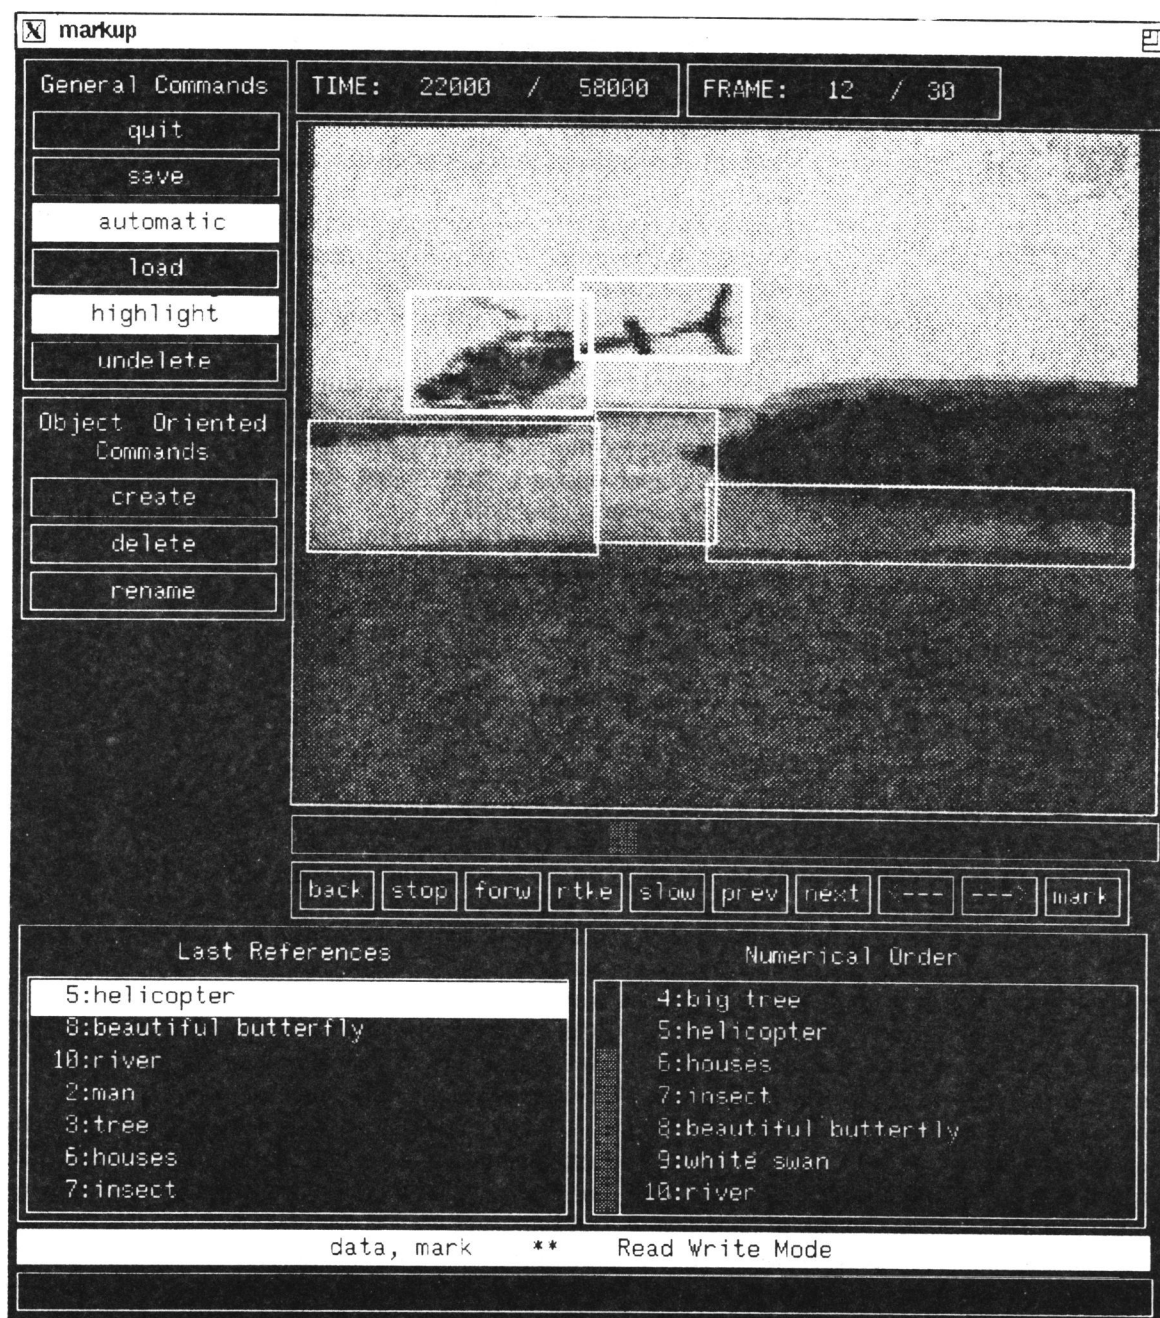 X markup
General Commands
quit
save
automatic
load
highlight
undelete
Object Oriented
Commands
create
delete
rename
TIME: 22000 / 58000
FRAME: 12 / 30
back stop forw rtke slow prev next <--- ---> mark
Last References
5:helicopter
8:beautiful butterfly
10:river
2:man
3:tree
6:houses
7:insect
Numerical Order
4:big tree
5:helicopter
6:houses
7:insect
8:beautiful butterfly
9:white swan
10:river
data, mark ** Read Write Mode